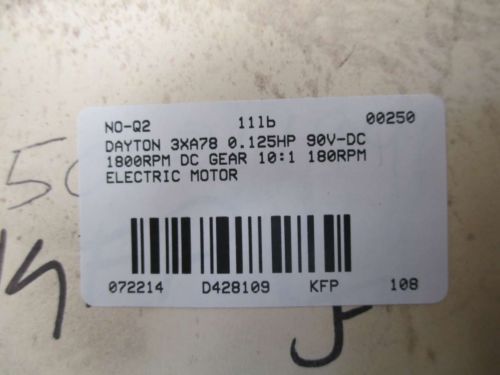 NO-Q2 11lb 00250
DAYTON 3XA78 0.125HP 90V-DC
1800RPM DC GEAR 10:1 180RPM
ELECTRIC MOTOR
072214 D428109 KFP 108